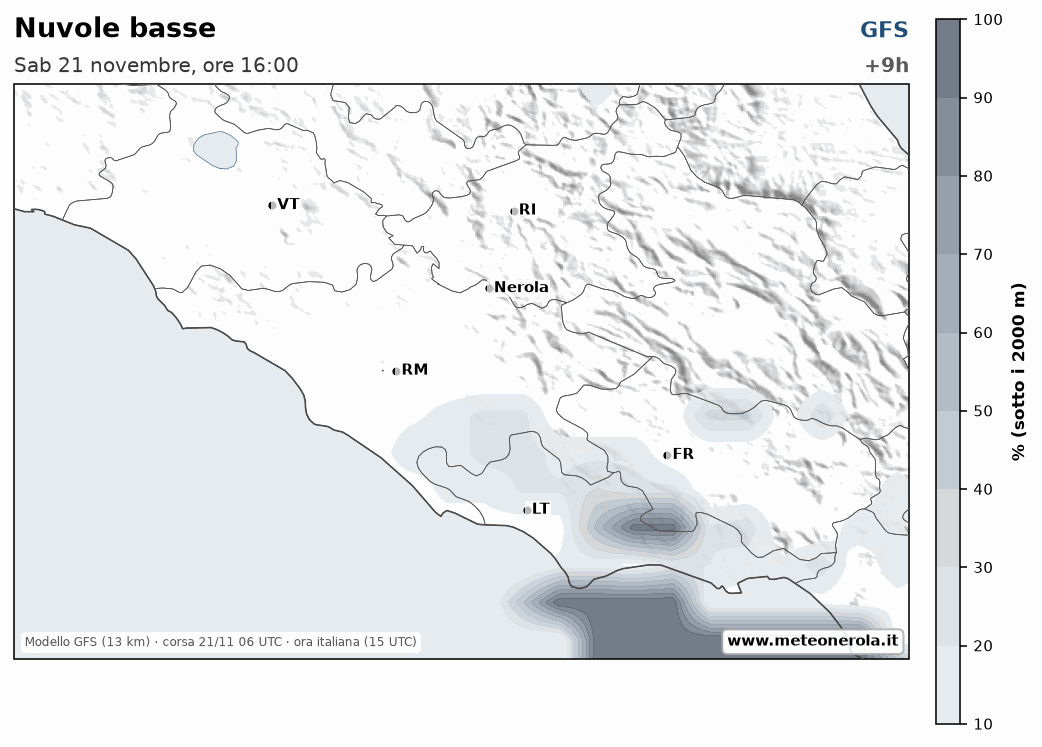 Nuvole basse
GFS
Sab 21 novembre, ore 16:00
+9h
VT
RI
Nerola
RM
FR
LT
Modello GFS (13 km) · corsa 21/11 06 UTC · ora italiana (15 UTC)
www.meteonerola.it
100
90
80
70
60
50
40
30
20
10
% (sotto i 2000 m)